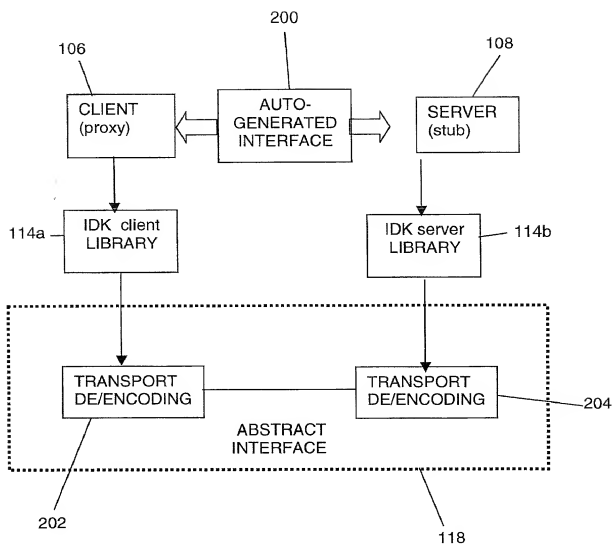 200
106
108
CLIENT
(proxy)
AUTO-
GENERATED
INTERFACE
SERVER
(stub)
114a
IDK client
LIBRARY
IDK server
LIBRARY
114b
TRANSPORT
DE/ENCODING
TRANSPORT
DE/ENCODING
204
ABSTRACT
INTERFACE
202
118